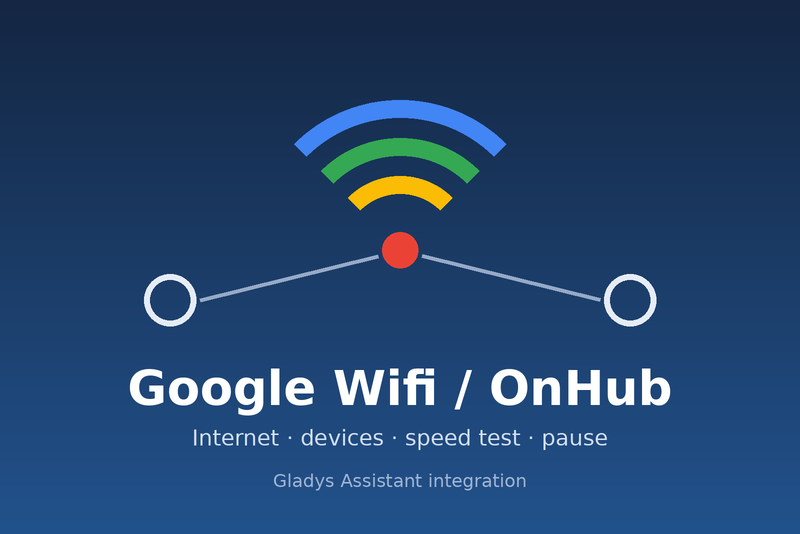 Google Wifi / OnHub
Internet · devices · speed test · pause
Gladys Assistant integration